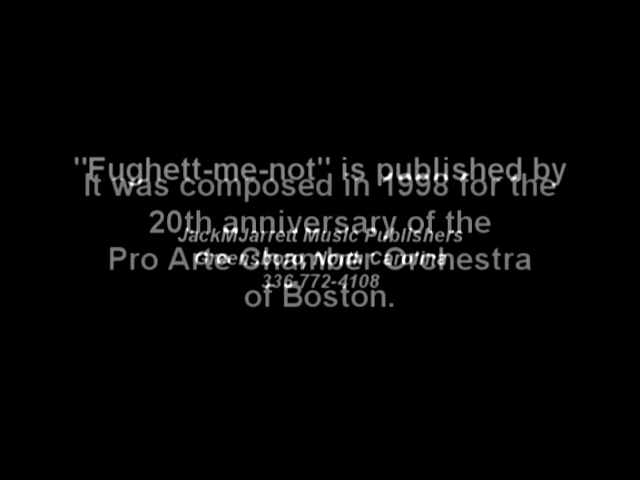 "Fughett-me-not" is published by
JackMJarrett Music Publishers
Greensboro, North Carolina
336-772-4108
It was composed in 1998 for the
20th anniversary of the
Pro Arte Chamber Orchestra
of Boston.